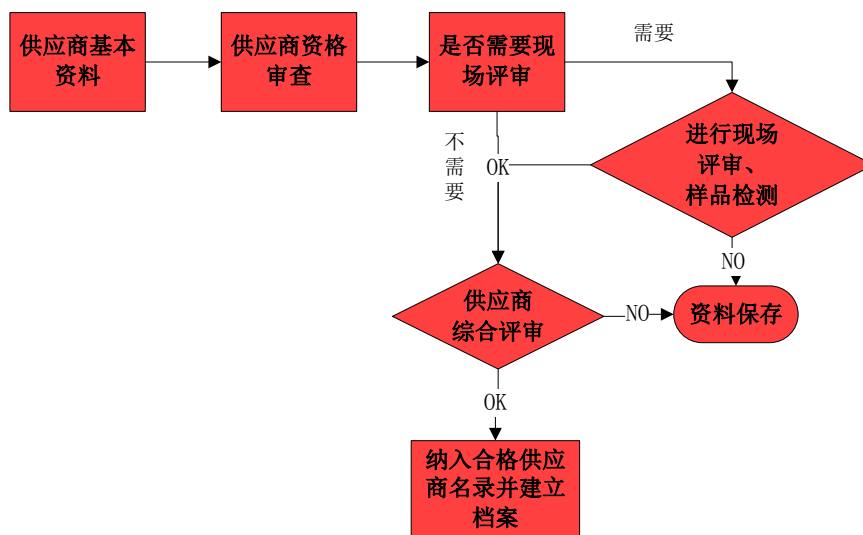 供应商基本
资料
供应商资格
审查
是否需要现
场评审
需要
进行现场
评审、
样品检测
不
需
要
OK
NO
供应商
综合评审
NO
资料保存
OK
纳入合格供应
商名录并建立
档案